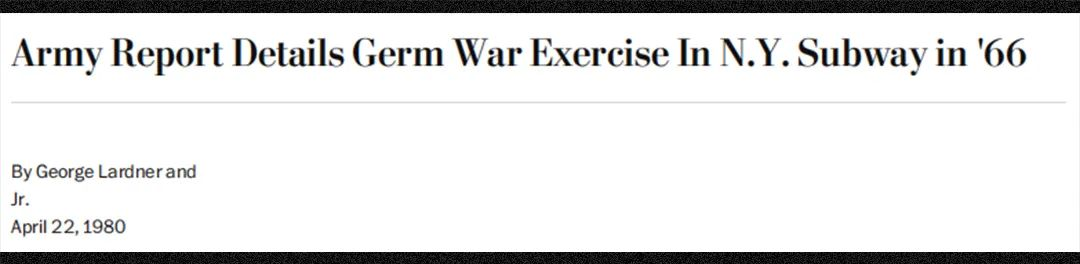 Army Report Details Germ War Exercise In N.Y. Subway in '66
By George Lardner and
Jr.
April 22, 1980